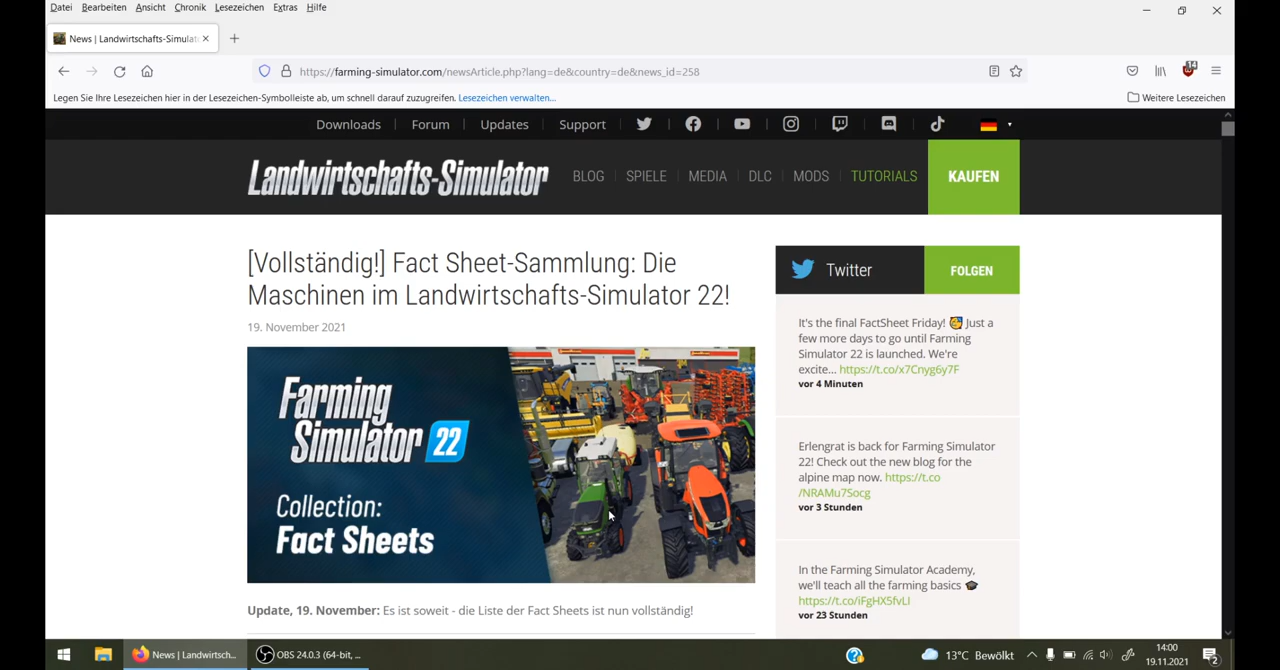 Datei Bearbeiten Ansicht Chronik Lesezeichen Extras Hilfe
News | Landwirtschafts-Simulat
https://farming-simulator.com/newsArticle.php?lang=de&country=de&news_id=258
14
Legen Sie Ihre Lesezeichen hier in der Lesezeichen-Symbolleiste ab, um schnell darauf zuzugreifen. Lesezeichen verwalten...
Weitere Lesezeichen
Downloads Forum Updates Support
Landwirtschafts-Simulator
BLOG SPIELE MEDIA DLC MODS TUTORIALS KAUFEN
[Vollständig!] Fact Sheet-Sammlung: Die
Maschinen im Landwirtschafts-Simulator 22!
19. November 2021
Farming
Simulator 22
Collection:
Fact Sheets
Update, 19. November: Es ist soweit - die Liste der Fact Sheets ist nun vollständig!
Twitter FOLGEN
It's the final FactSheet Friday! 🥳 Just a
few more days to go until Farming
Simulator 22 is launched. We're
excite... https://t.co/x7Cnyg6y7F
vor 4 Minuten
Erlengrat is back for Farming Simulator
22! Check out the new blog for the
alpine map now. https://t.co
/NRAMu7Socg
vor 3 Stunden
In the Farming Simulator Academy,
we'll teach all the farming basics 🎓
https://t.co/iFgHX5fvLI
vor 23 Stunden
News | Landwirtsch... OBS 24.0.3 (64-bit, ...
13°C Bewölkt
14:00
19.11.2021
2